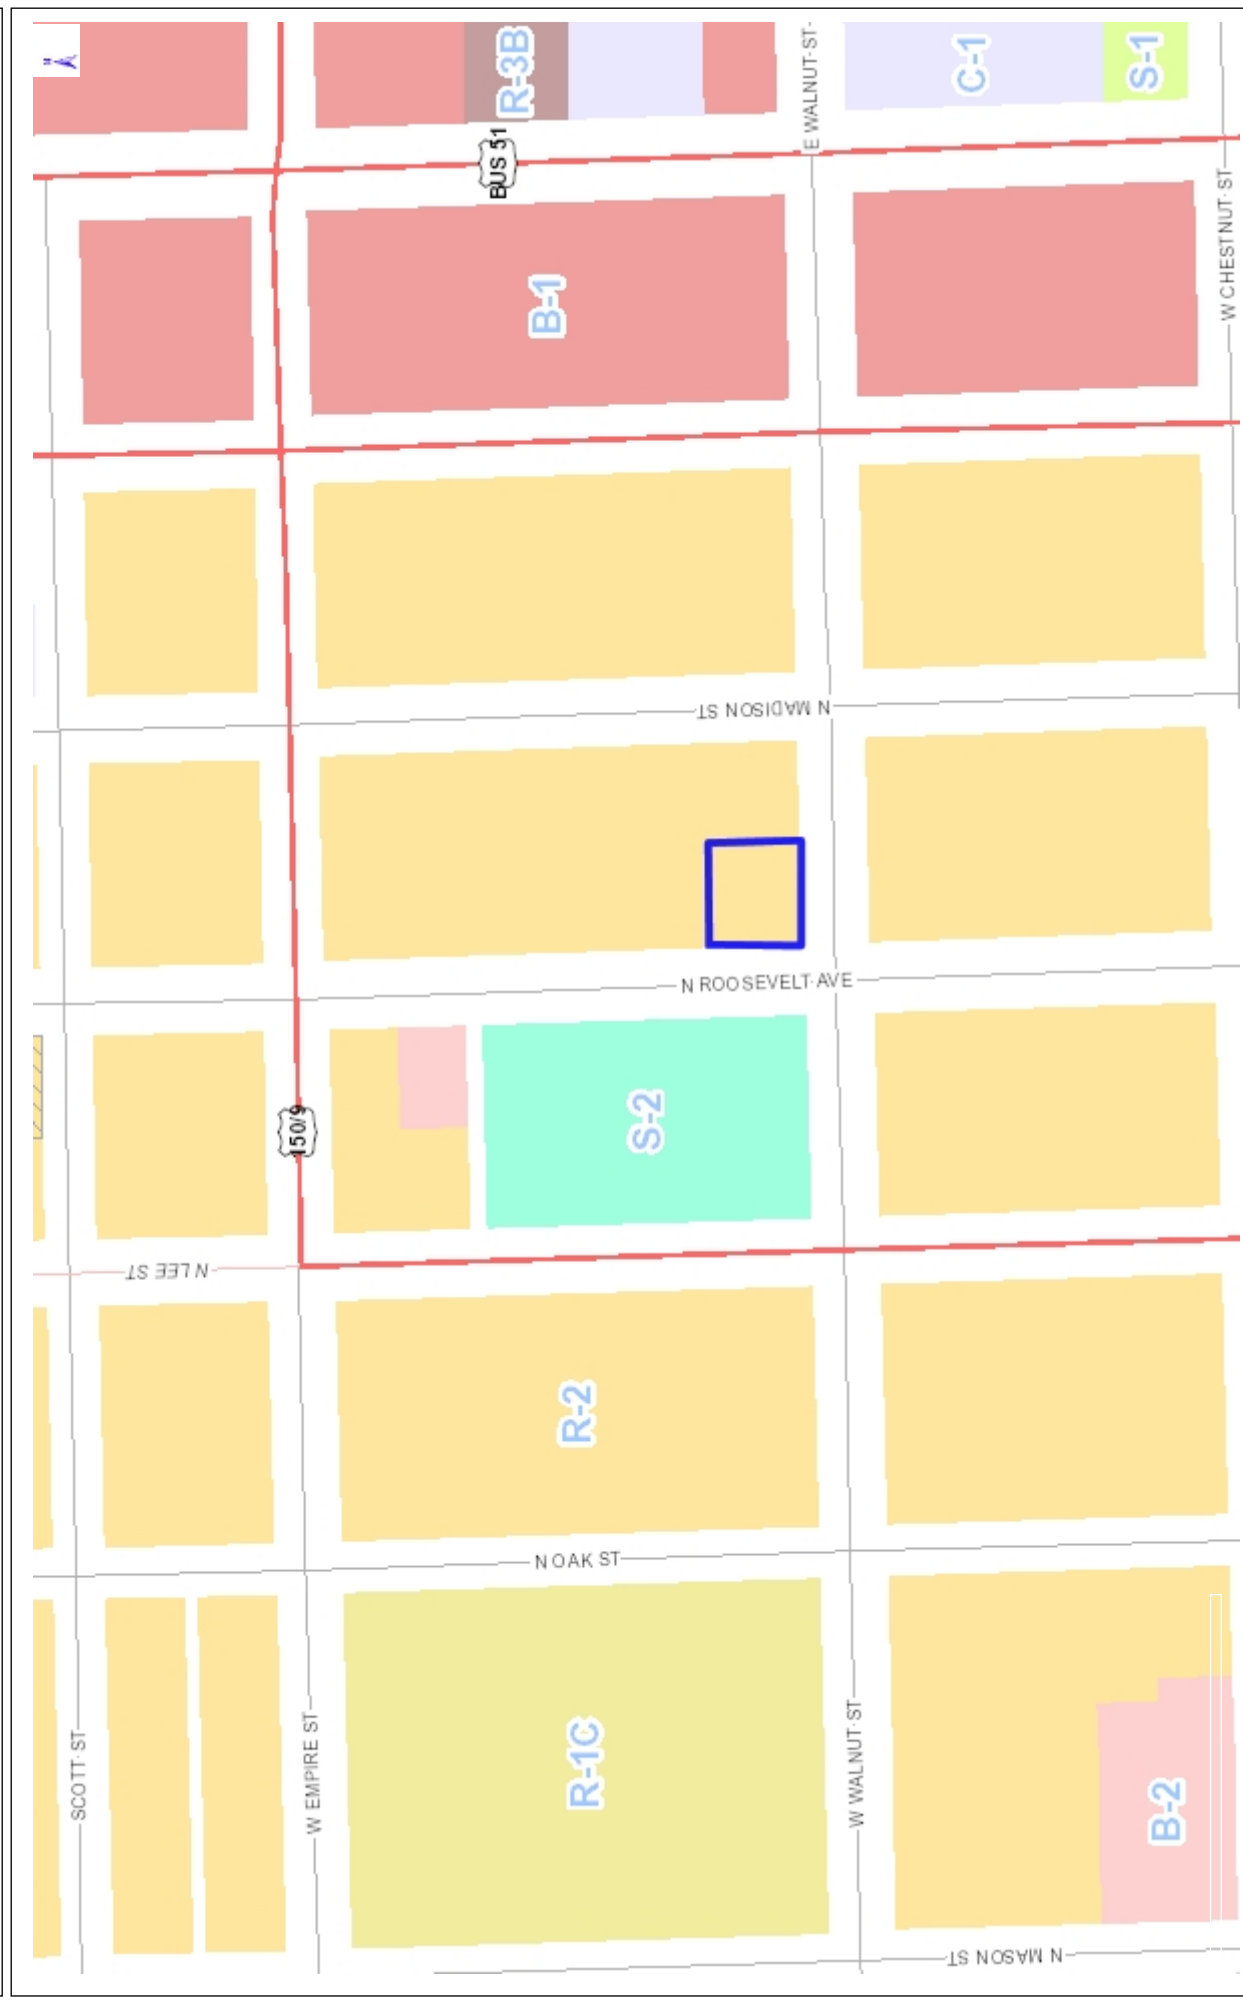 N
R-3B
E WALNUT ST
C-1
S-1
BUS 51
W CHESTNUT ST
B-1
N MADISON ST
N ROOSEVELT AVE
150/9
S-2
N LEE ST
R-2
N OAK ST
SCOTT ST
W EMPIRE ST
R-1C
W WALNUT ST
B-2
N MASON ST